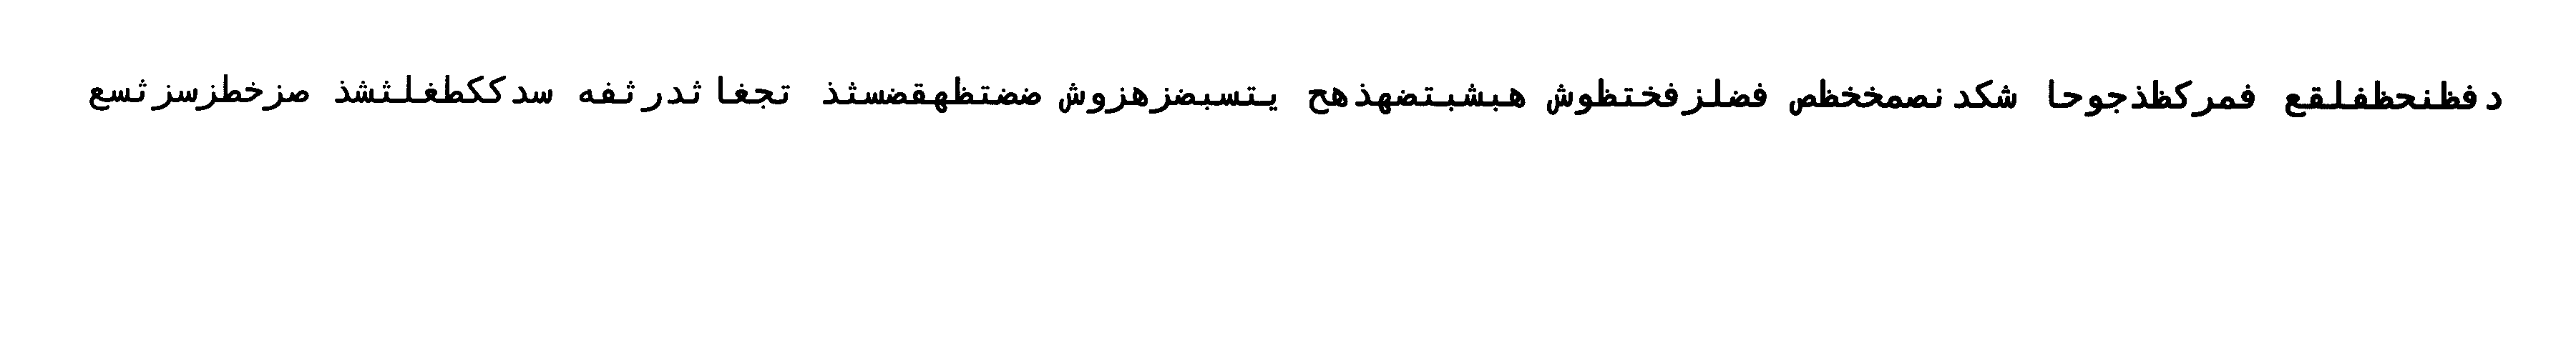 دفظنحظفلقع فمركظذجوحا شكدنصمخخظص فضلزفختظوش هبشبتضهذهح يتسبضزهزوش ضضتظهقضسثذ تجغاثدرثفه سدككطغلثشذ صزخطزسزثسع